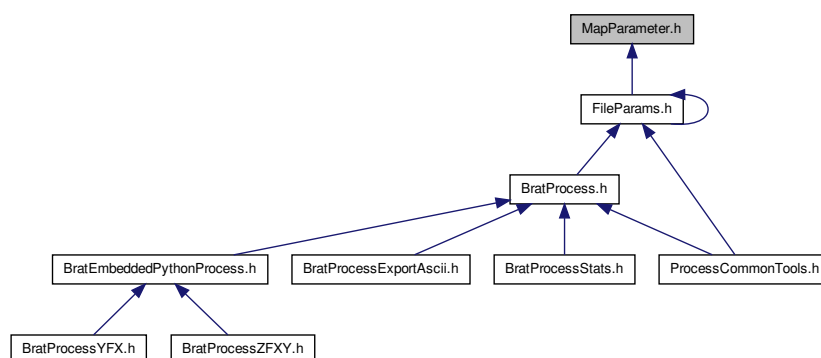 MapParameter.h
FileParams.h
BratProcess.h
BratEmbeddedPythonProcess.h
BratProcessExportAscii.h
BratProcessStats.h
ProcessCommonTools.h
BratProcessYFX.h
BratProcessZFXY.h